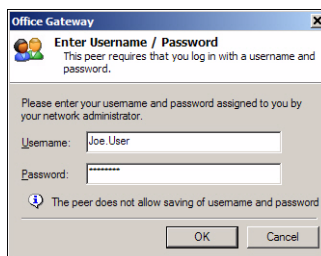 Office Gateway
Enter Username / Password
This peer requires that you log in with a username and
password.
Please enter your username and password assigned to you by
your network administrator.
Username:
Joe.User
Password:
********
The peer does not allow saving of username and password
OK
Cancel